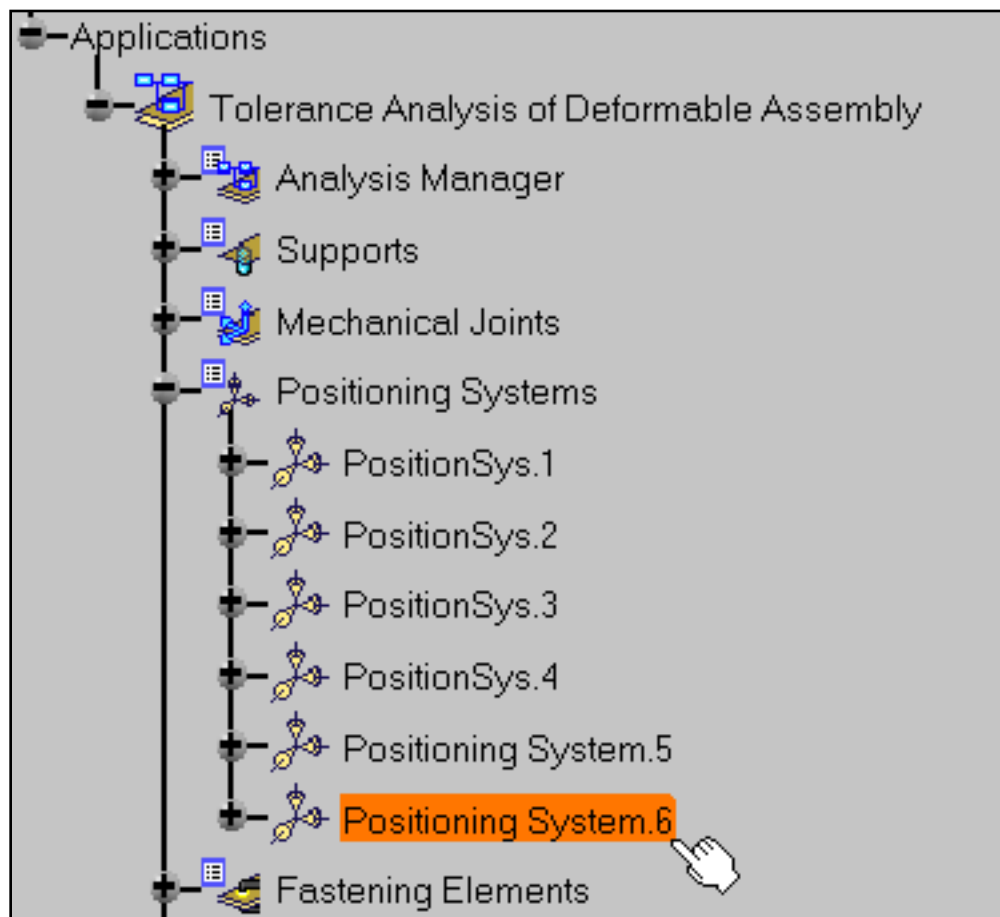 Applications
Tolerance Analysis of Deformable Assembly
Analysis Manager
Supports
Mechanical Joints
Positioning Systems
PositionSys.1
PositionSys.2
PositionSys.3
PositionSys.4
Positioning System.5
Positioning System.6
Fastening Elements